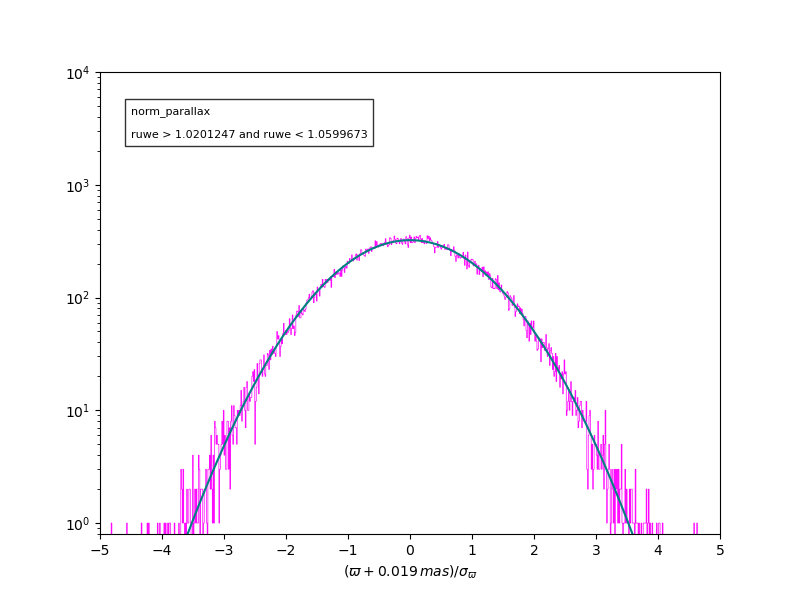 10^4
norm_parallax
ruwe > 1.0201247 and ruwe < 1.0599673
10^3
10^2
10^1
10^0
−5 −4 −3 −2 −1 0 1 2 3 4 5
(ϖ + 0.019 mas)/σ_ϖ